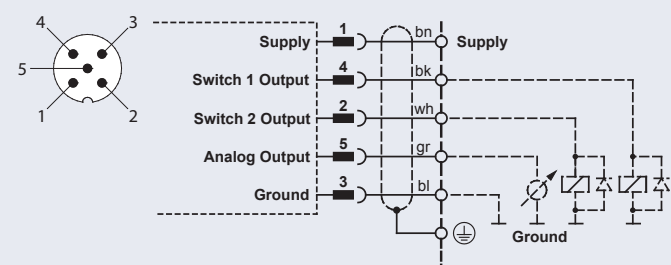 4 3
5
1 2
Supply 1 bn Supply
Switch 1 Output 4 bk
Switch 2 Output 2 wh
Analog Output 5 gr
Ground 3 bl
Ground